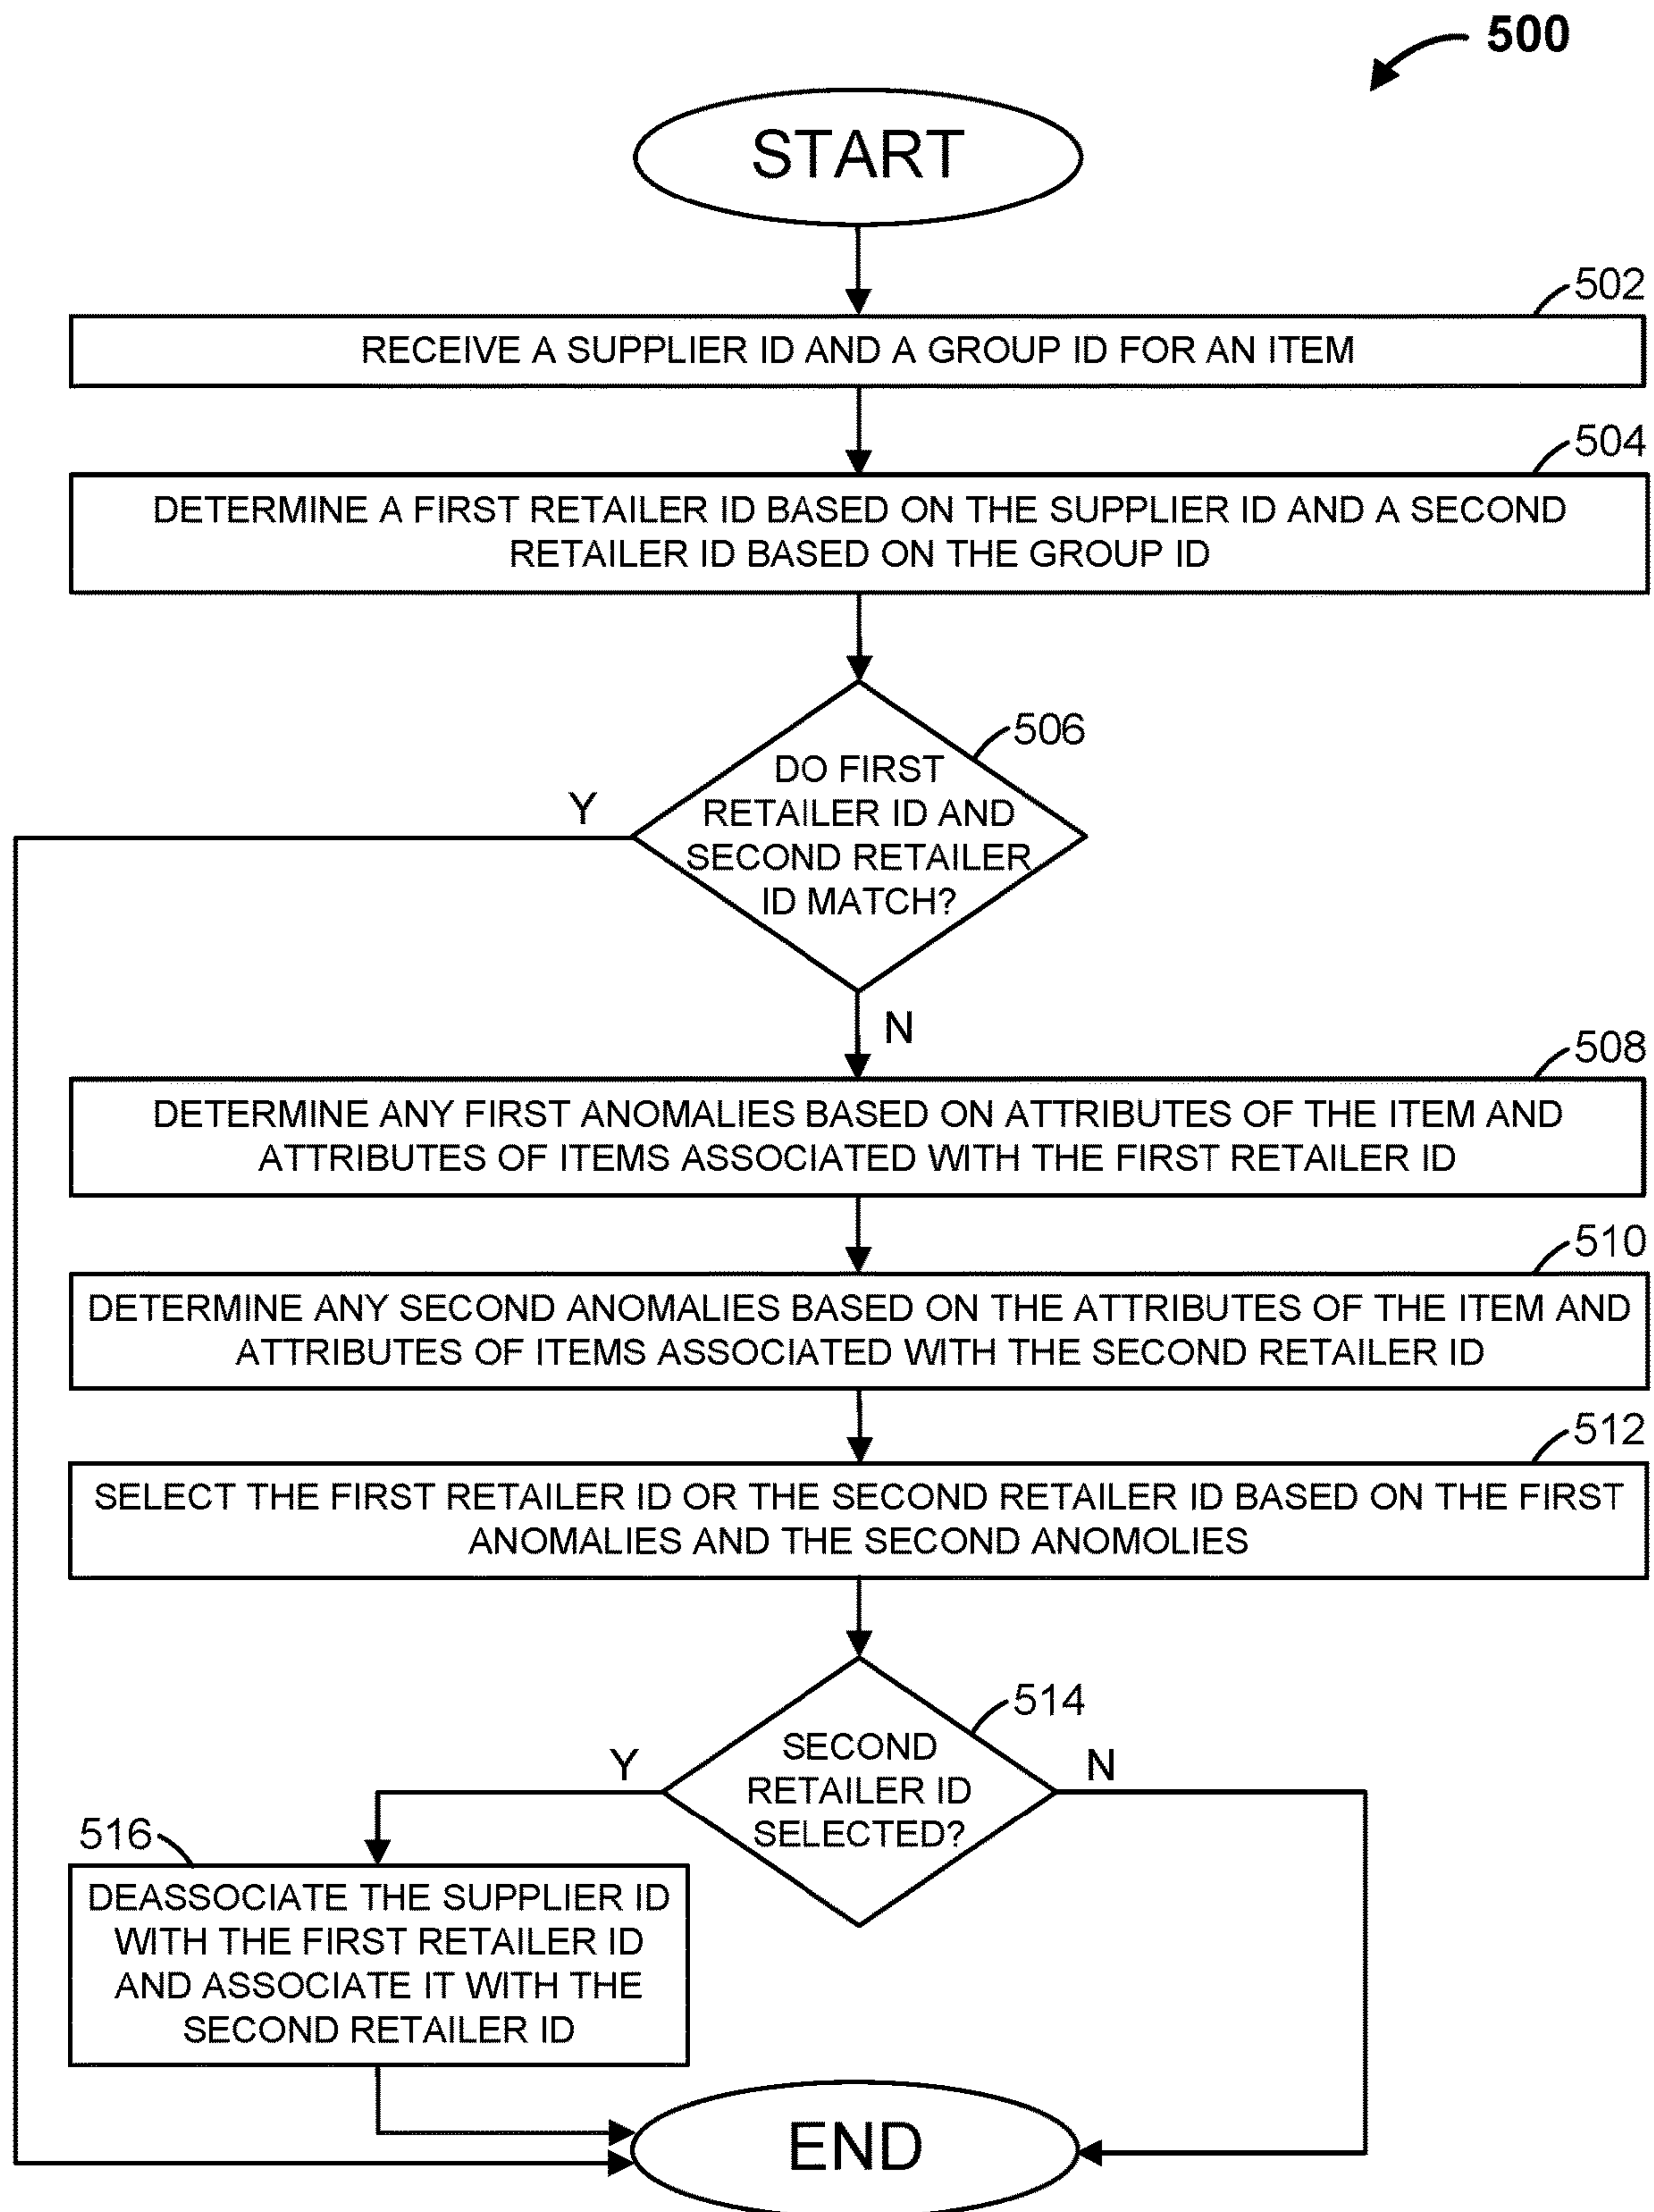 500
START
502
RECEIVE A SUPPLIER ID AND A GROUP ID FOR AN ITEM
504
DETERMINE A FIRST RETAILER ID BASED ON THE SUPPLIER ID AND A SECOND
RETAILER ID BASED ON THE GROUP ID
506
DO FIRST
RETAILER ID AND
SECOND RETAILER
ID MATCH?
Y
N
508
DETERMINE ANY FIRST ANOMALIES BASED ON ATTRIBUTES OF THE ITEM AND
ATTRIBUTES OF ITEMS ASSOCIATED WITH THE FIRST RETAILER ID
510
DETERMINE ANY SECOND ANOMALIES BASED ON THE ATTRIBUTES OF THE ITEM AND
ATTRIBUTES OF ITEMS ASSOCIATED WITH THE SECOND RETAILER ID
512
SELECT THE FIRST RETAILER ID OR THE SECOND RETAILER ID BASED ON THE FIRST
ANOMALIES AND THE SECOND ANOMOLIES
514
SECOND
RETAILER ID
SELECTED?
Y
N
516
DEASSOCIATE THE SUPPLIER ID
WITH THE FIRST RETAILER ID
AND ASSOCIATE IT WITH THE
SECOND RETAILER ID
END